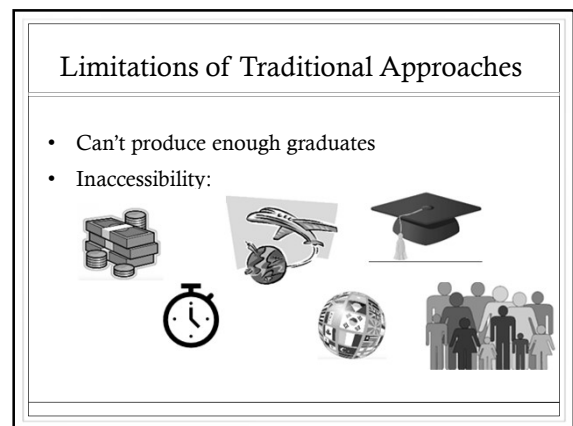 Limitations of Traditional Approaches
• Can't produce enough graduates
• Inaccessibility: